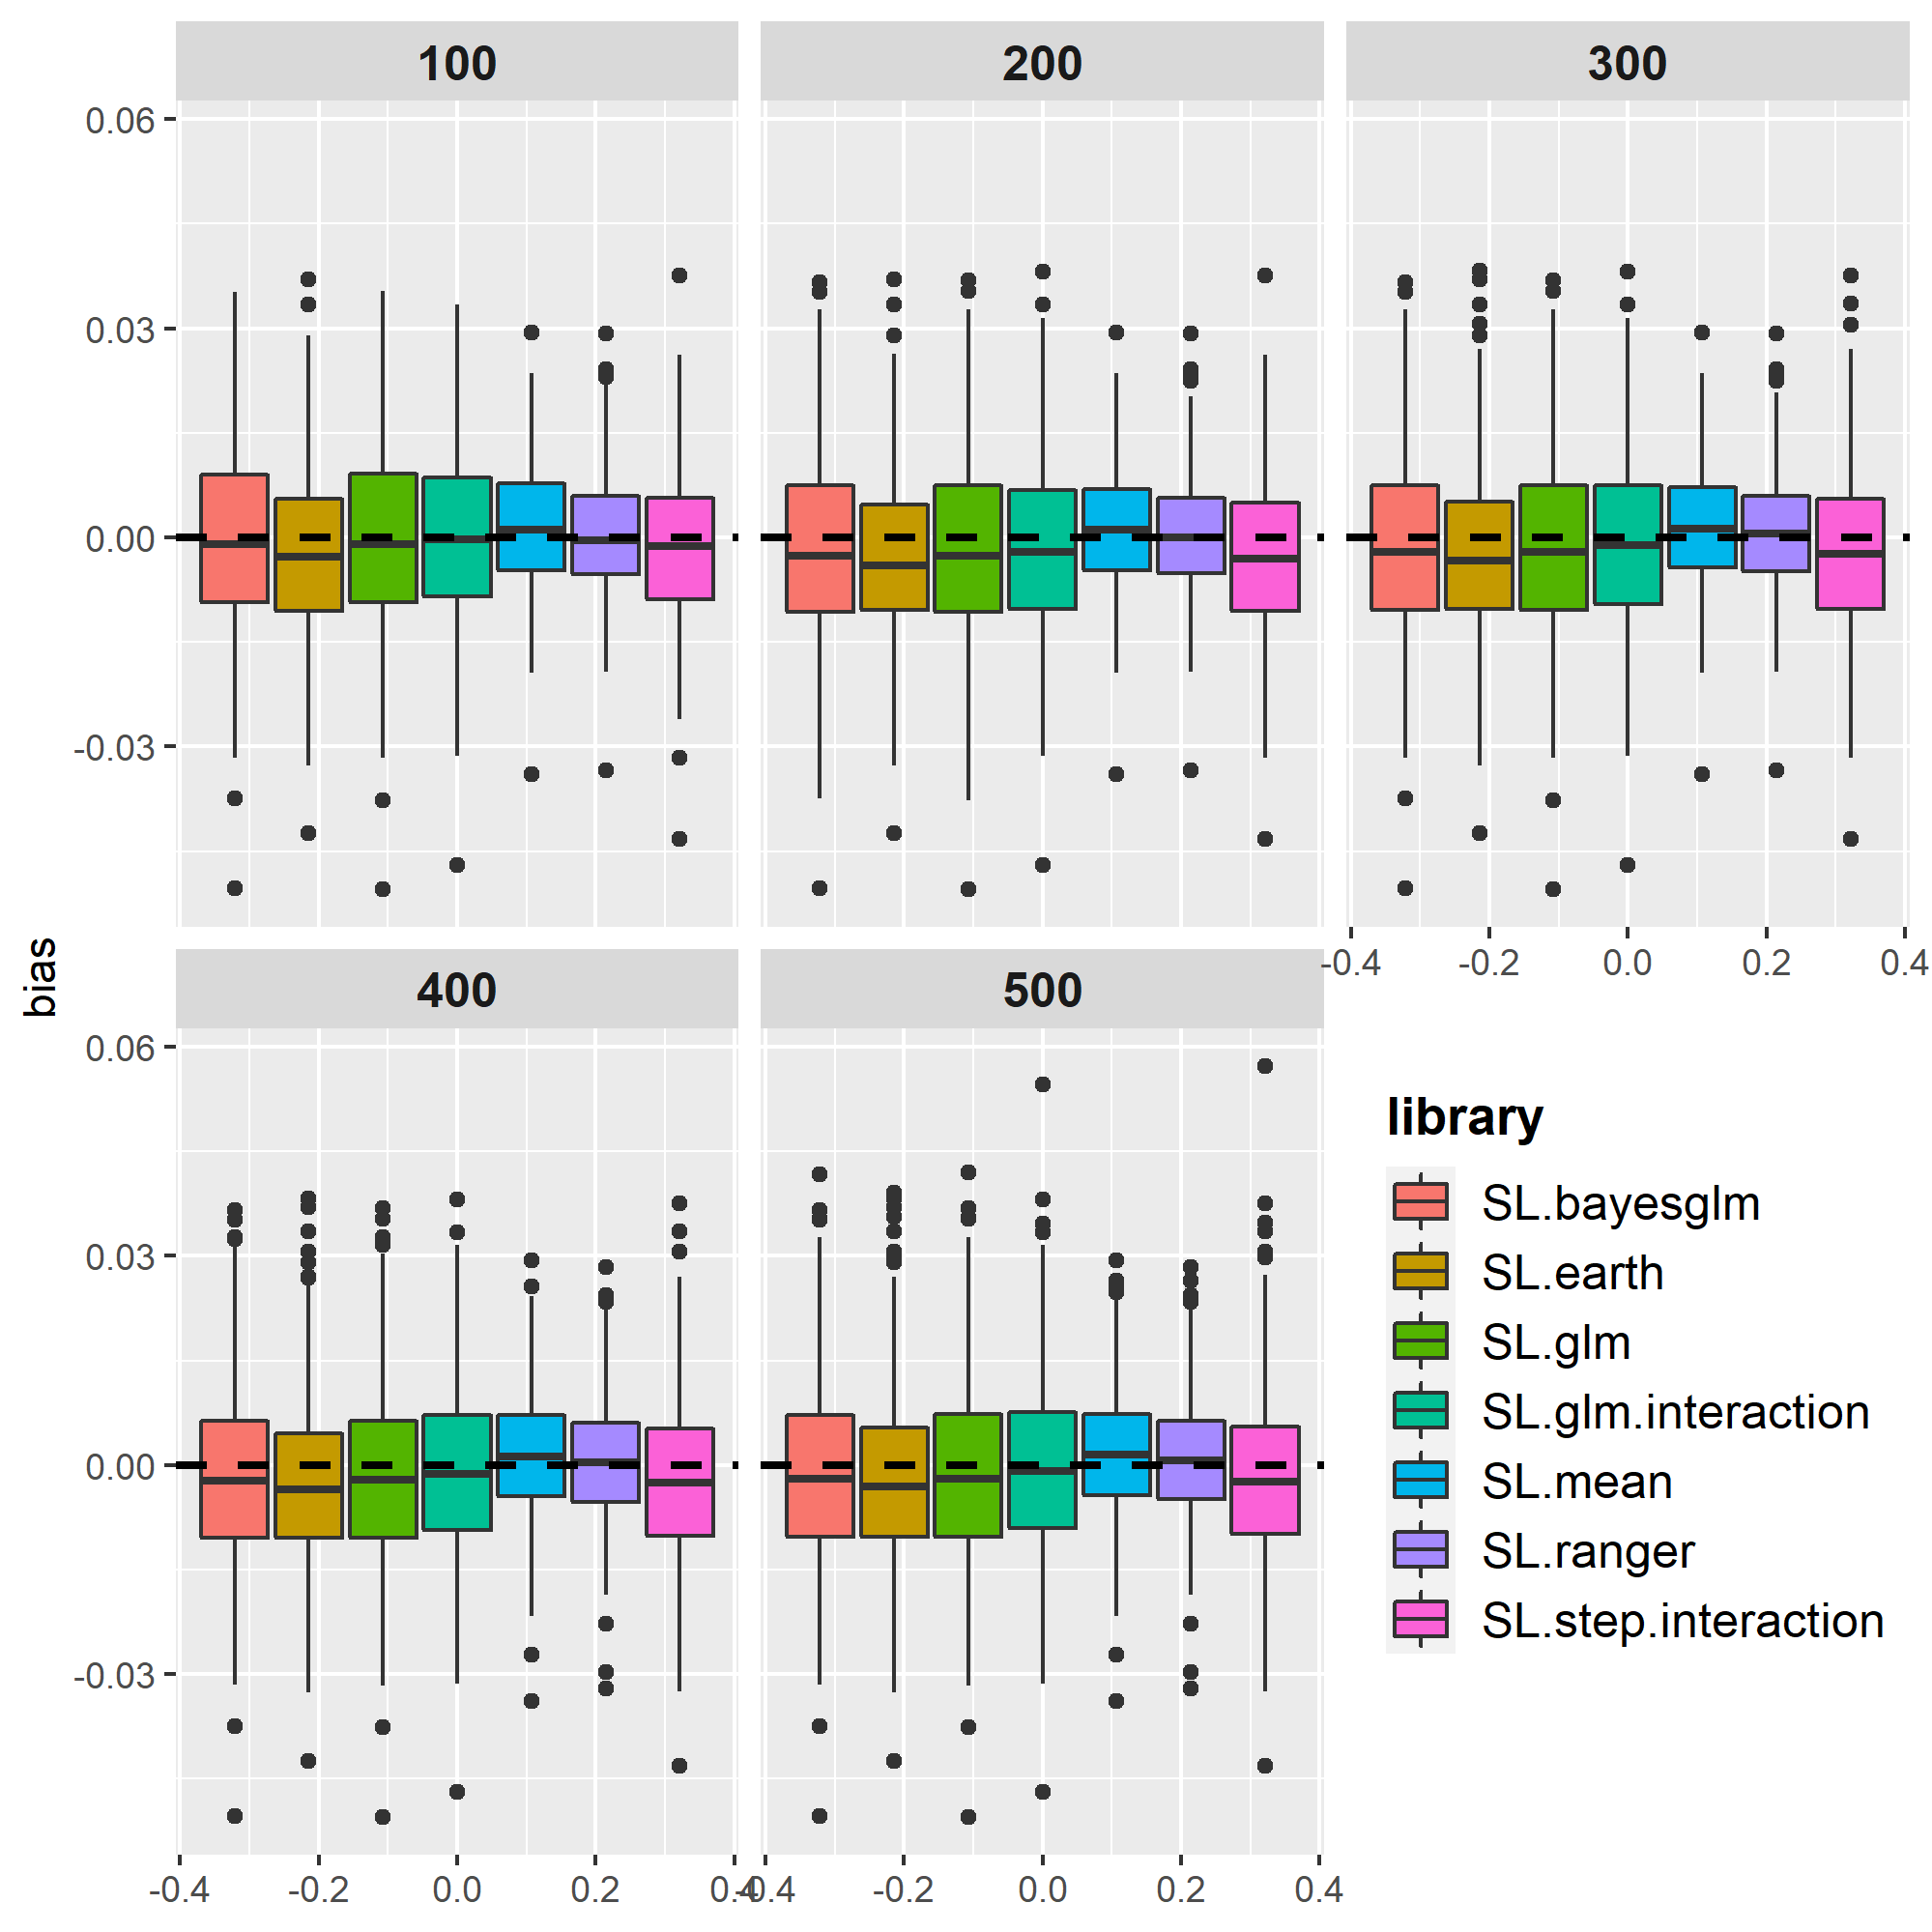 100 200 300
0.06
0.03
0.00
-0.03
-0.4 -0.2 0.0 0.2 0.4
bias
400 500
0.06
0.03
0.00
-0.03
-0.4 -0.2 0.0 0.2 0.4 -0.4 -0.2 0.0 0.2 0.4
library
SL.bayesglm
SL.earth
SL.glm
SL.glm.interaction
SL.mean
SL.ranger
SL.step.interaction